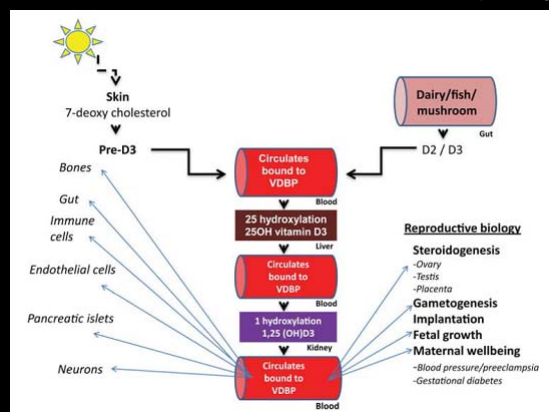 Skin
7-deoxy cholesterol
Pre-D3
Dairy/fish/
mushroom
Gut
D2 / D3
Circulates
bound to
VDBP
Blood
25 hydroxylation
25OH vitamin D3
Liver
Circulates
bound to
VDBP
Blood
1 hydroxylation
1,25 (OH)D3
Kidney
Circulates
bound to
VDBP
Blood
Bones
Gut
Immune
cells
Endothelial cells
Pancreatic islets
Neurons
Reproductive biology
Steroidogenesis
-Ovary
-Testis
-Placenta
Gametogenesis
Implantation
Fetal growth
Maternal wellbeing
-Blood pressure/preeclampsia
-Gestational diabetes